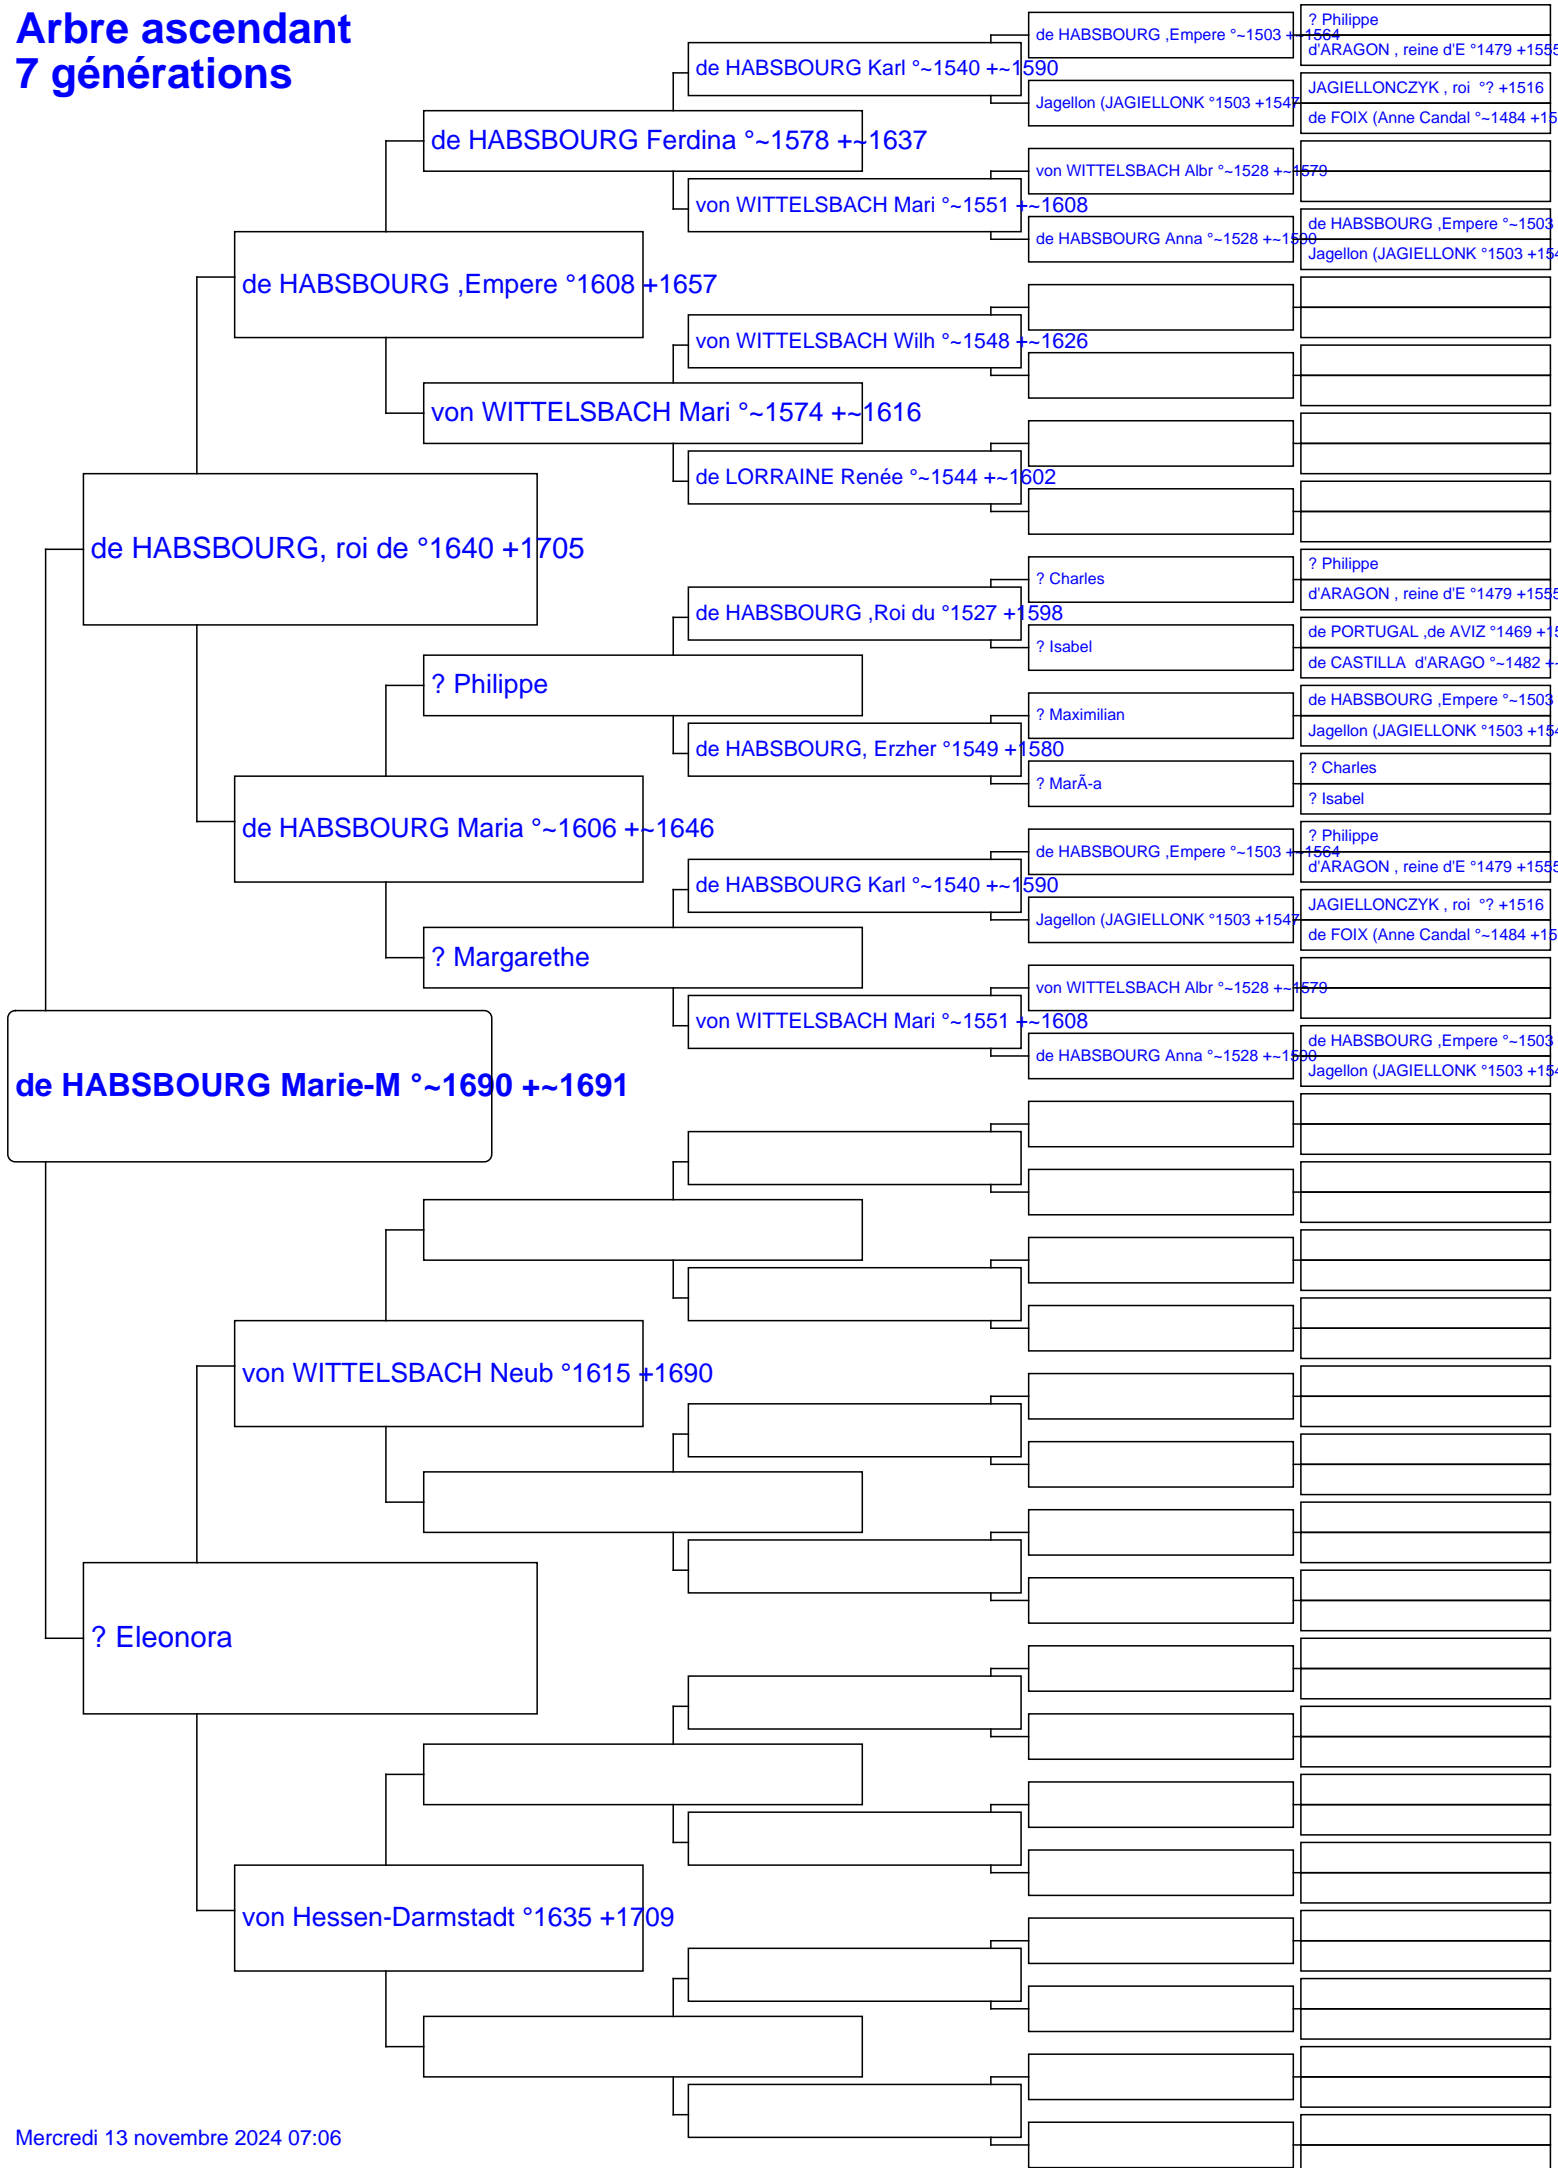 Arbre ascendant
7 générations
de HABSBOURG Marie-M °~1690 +~1691
de HABSBOURG, roi de °1640 +1705
? Eleonora
de HABSBOURG ,Empere °1608 +1657
de HABSBOURG Maria °~1606 +~1646
von WITTELSBACH Neub °1615 +1690
von Hessen-Darmstadt °1635 +1709
de HABSBOURG Ferdina °~1578 +~1637
von WITTELSBACH Mari °~1574 +~1616
? Philippe
? Margarethe
de HABSBOURG Karl °~1540 +~1590
von WITTELSBACH Mari °~1551 +~1608
von WITTELSBACH Wilh °~1548 +~1626
de LORRAINE Renée °~1544 +~1602
de HABSBOURG ,Roi du °1527 +1598
de HABSBOURG, Erzher °1549 +1580
de HABSBOURG Karl °~1540 +~1590
von WITTELSBACH Mari °~1551 +~1608
de HABSBOURG ,Empere °~1503 +~1564
Jagellon (JAGIELLONK °1503 +1547
von WITTELSBACH Albr °~1528 +~1579
de HABSBOURG Anna °~1528 +~1590
? Charles
? Isabel
? Maximilian
? MarÃ-a
de HABSBOURG ,Empere °~1503 +~1564
Jagellon (JAGIELLONK °1503 +1547
von WITTELSBACH Albr °~1528 +~1579
de HABSBOURG Anna °~1528 +~1590
? Philippe
d'ARAGON , reine d'E °1479 +1555
JAGIELLONCZYK , roi °? +1516
de FOIX (Anne Candal °~1484 +15
de HABSBOURG ,Empere °~1503
Jagellon (JAGIELLONK °1503 +154
? Philippe
d'ARAGON , reine d'E °1479 +1555
de PORTUGAL ,de AVIZ °1469 +15
de CASTILLA d'ARAGO °~1482 +~
de HABSBOURG ,Empere °~1503
Jagellon (JAGIELLONK °1503 +154
? Charles
? Isabel
? Philippe
d'ARAGON , reine d'E °1479 +1555
JAGIELLONCZYK , roi °? +1516
de FOIX (Anne Candal °~1484 +15
de HABSBOURG ,Empere °~1503
Jagellon (JAGIELLONK °1503 +154
Mercredi 13 novembre 2024 07:06